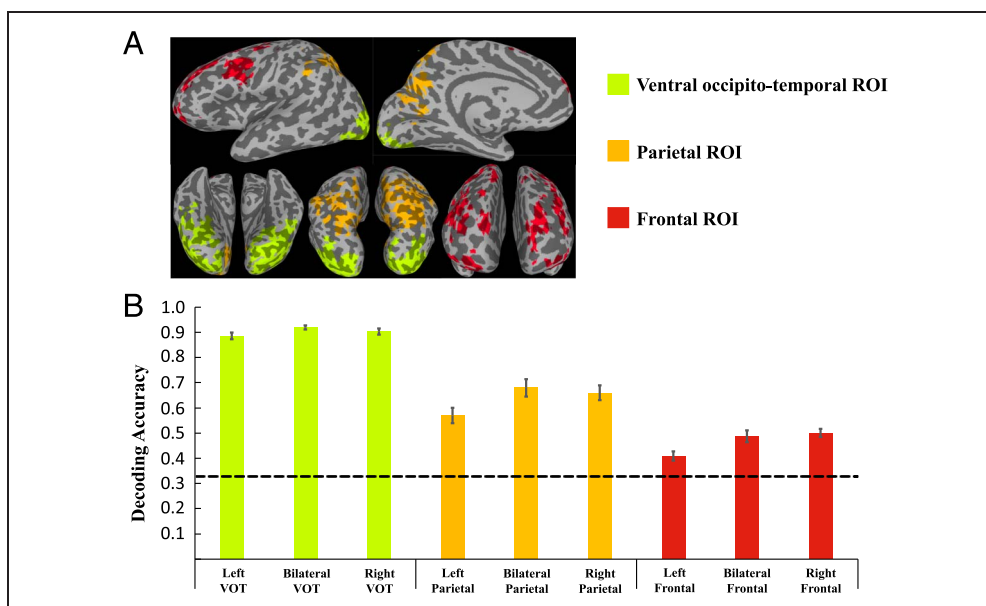 A
Ventral occipito-temporal ROI
Parietal ROI
Frontal ROI
B
Decoding Accuracy
1.0
0.9
0.8
0.7
0.6
0.5
0.4
0.3
0.2
0.1
Left
VOT
Bilateral
VOT
Right
VOT
Left
Parietal
Bilateral
Parietal
Right
Parietal
Left
Frontal
Bilateral
Frontal
Right
Frontal